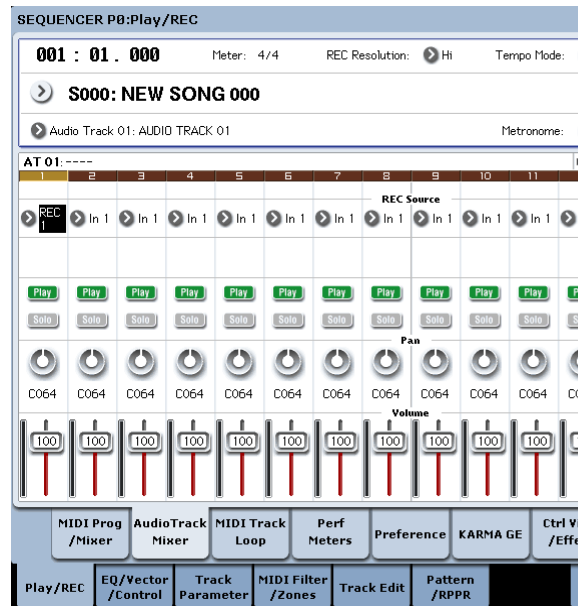 SEQUENCER P0:Play/REC
001 : 01 . 000 Meter: 4/4 REC Resolution: Hi Tempo Mode:
S000: NEW SONG 000
Audio Track 01: AUDIO TRACK 01 Metronome:
AT 01:----
1 2 3 4 5 6 7 8 9 10 11
REC Source
REC 1 In 1 In 1 In 1 In 1 In 1 In 1 In 1 In 1 In 1 In 1
Play Play Play Play Play Play Play Play Play Play Play
Solo Solo Solo Solo Solo Solo Solo Solo Solo Solo Solo
Pan
C064 C064 C064 C064 C064 C064 C064 C064 C064 C064 C064
Volume
100 100 100 100 100 100 100 100 100 100 100
MIDI Prog /Mixer AudioTrack Mixer MIDI Track Loop Perf Meters Preference KARMA GE Ctrl
Play/REC EQ/Vector /Control Track Parameter MIDI Filter /Zones Track Edit Pattern /RPPR